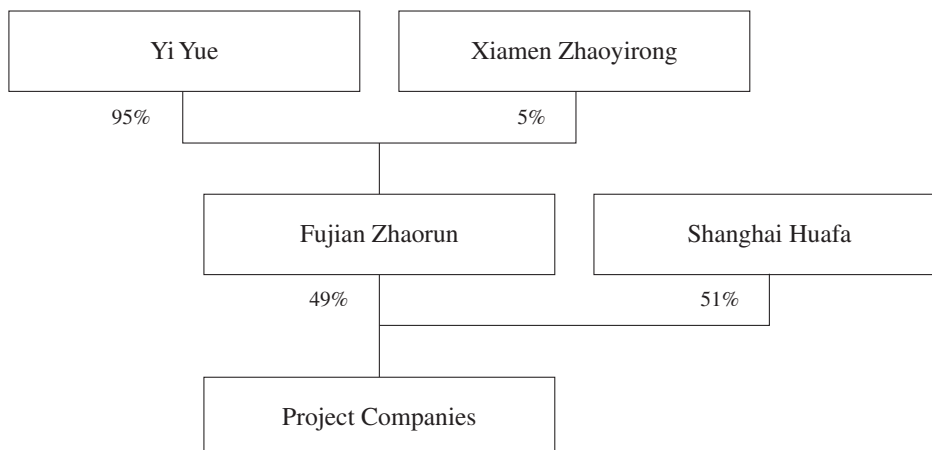 Yi Yue
Xiamen Zhaoyirong
95%
5%
Fujian Zhaorun
Shanghai Huafa
49%
51%
Project Companies